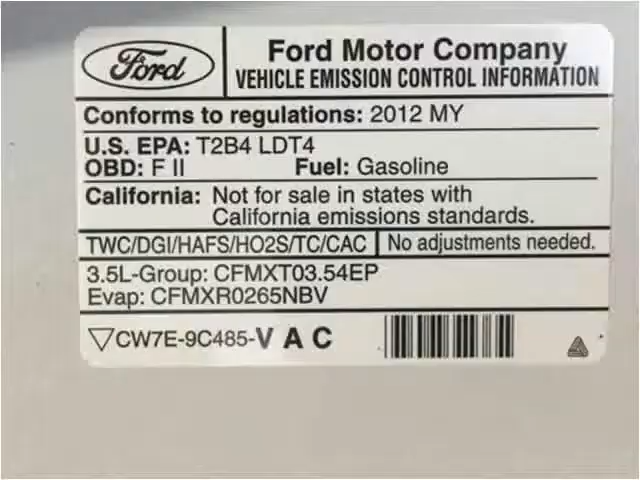 Ford
Ford Motor Company
VEHICLE EMISSION CONTROL INFORMATION
Conforms to regulations: 2012 MY
U.S. EPA: T2B4 LDT4
OBD: F II Fuel: Gasoline
California: Not for sale in states with
California emissions standards.
TWC/DGI/HAFS/HO2S/TC/CAC No adjustments needed.
3.5L-Group: CFMXT03.54EP
Evap: CFMXR0265NBV
CW7E-9C485-V A C